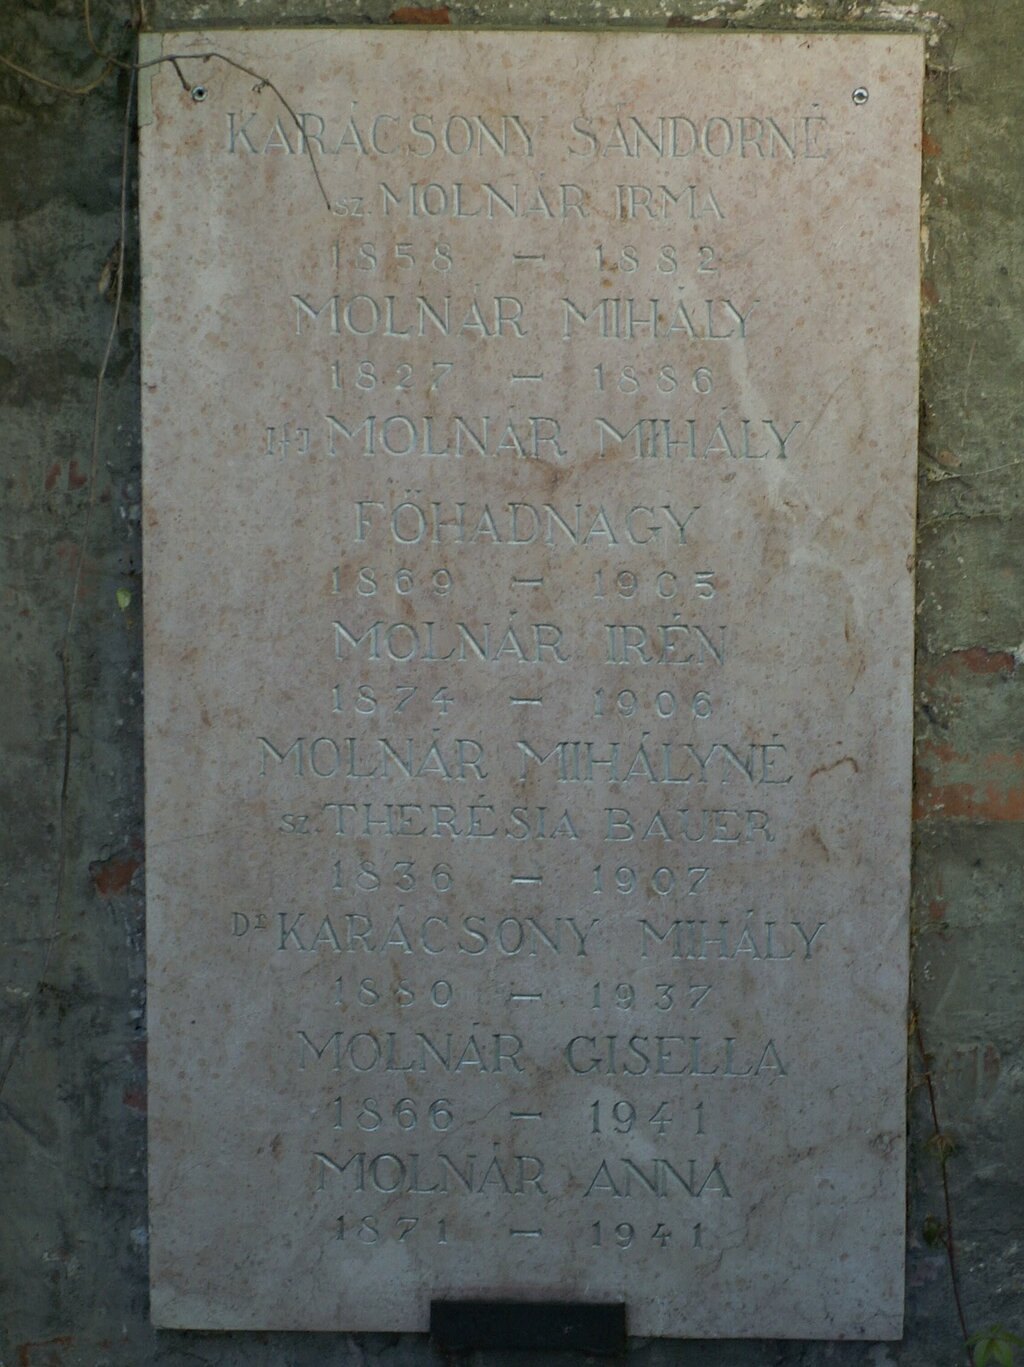 KARÁCSONY SÁNDORNÉ
SZ. MOLNÁR IRMA
1858 – 1882
MOLNÁR MIHÁLY
1827 – 1886
IFJ MOLNÁR MIHÁLY
FŐHADNAGY
1869 – 1905
MOLNÁR IRÉN
1874 – 1906
MOLNÁR MIHÁLYNÉ
SZ. THERÉSIA BAUER
1836 – 1907
DR KARÁCSONY MIHÁLY
1880 – 1937
MOLNÁR GISELLA
1866 – 1941
MOLNÁR ANNA
1871 – 1941